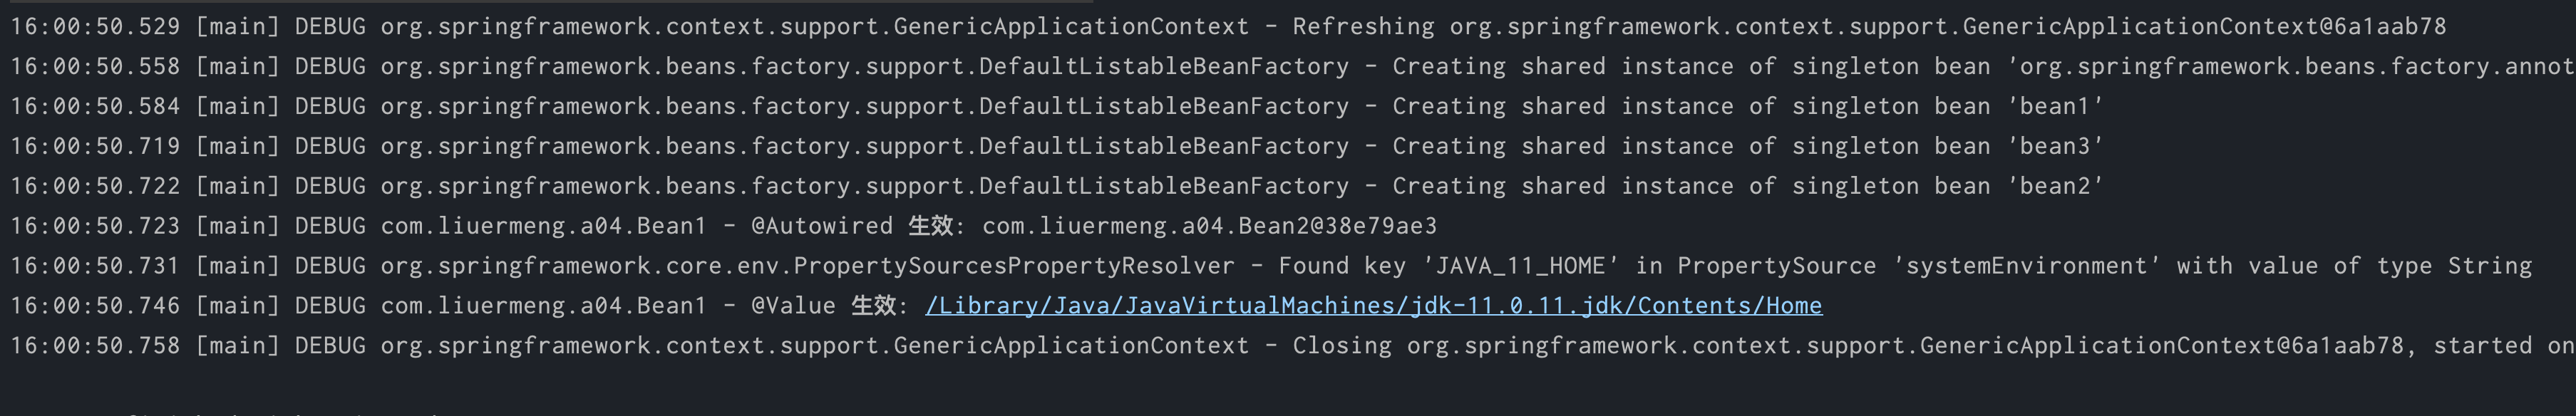 16:00:50.529 [main] DEBUG org.springframework.context.support.GenericApplicationContext - Refreshing org.springframework.context.support.GenericApplicationContext@6a1aab78
16:00:50.558 [main] DEBUG org.springframework.beans.factory.support.DefaultListableBeanFactory - Creating shared instance of singleton bean 'org.springframework.beans.factory.annot
16:00:50.584 [main] DEBUG org.springframework.beans.factory.support.DefaultListableBeanFactory - Creating shared instance of singleton bean 'bean1'
16:00:50.719 [main] DEBUG org.springframework.beans.factory.support.DefaultListableBeanFactory - Creating shared instance of singleton bean 'bean3'
16:00:50.722 [main] DEBUG org.springframework.beans.factory.support.DefaultListableBeanFactory - Creating shared instance of singleton bean 'bean2'
16:00:50.723 [main] DEBUG com.liuermeng.a04.Bean1 - @Autowired 生效: com.liuermeng.a04.Bean2@38e79ae3
16:00:50.731 [main] DEBUG org.springframework.core.env.PropertySourcesPropertyResolver - Found key 'JAVA_11_HOME' in PropertySource 'systemEnvironment' with value of type String
16:00:50.746 [main] DEBUG com.liuermeng.a04.Bean1 - @Value 生效: /Library/Java/JavaVirtualMachines/jdk-11.0.11.jdk/Contents/Home
16:00:50.758 [main] DEBUG org.springframework.context.support.GenericApplicationContext - Closing org.springframework.context.support.GenericApplicationContext@6a1aab78, started on